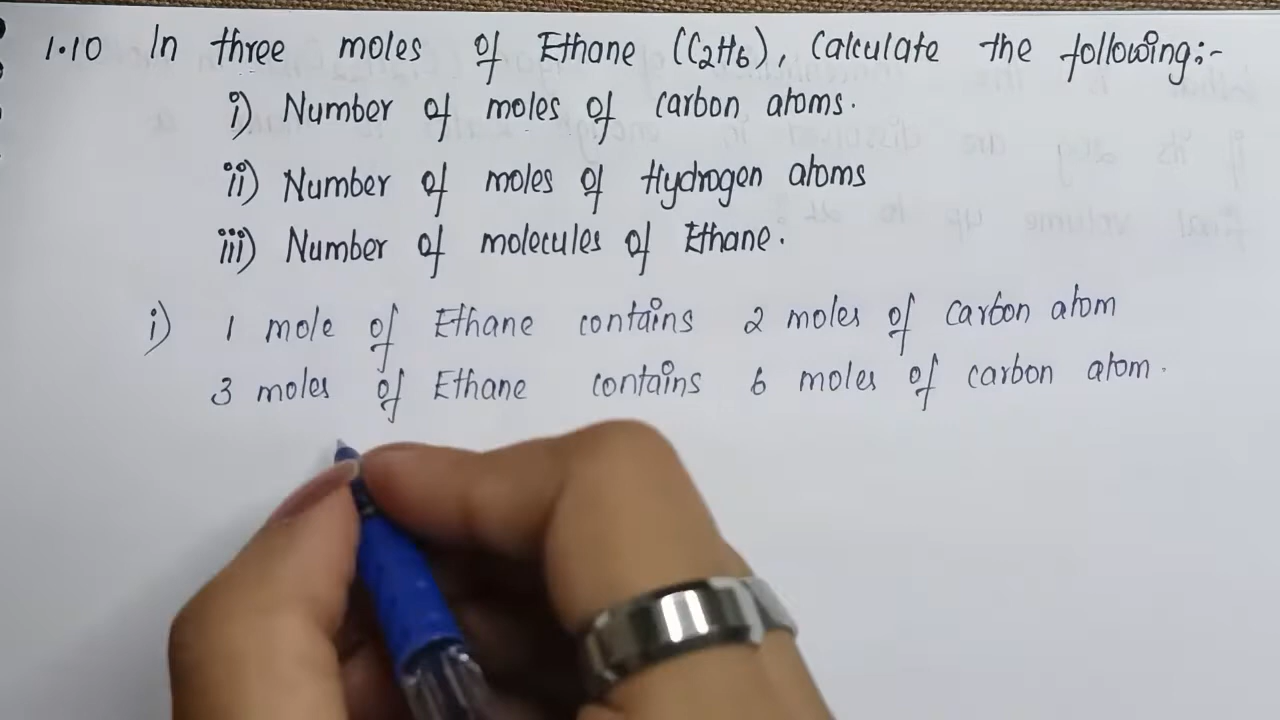 1.10 In three moles of Ethane (C2H6), Calculate the following:-
i) Number of moles of carbon atoms.
ii) Number of moles of Hydrogen atoms
iii) Number of molecules of Ethane.
i) 1 mole of Ethane contains 2 moles of carbon atom
3 moles of Ethane contains 6 moles of carbon atom.